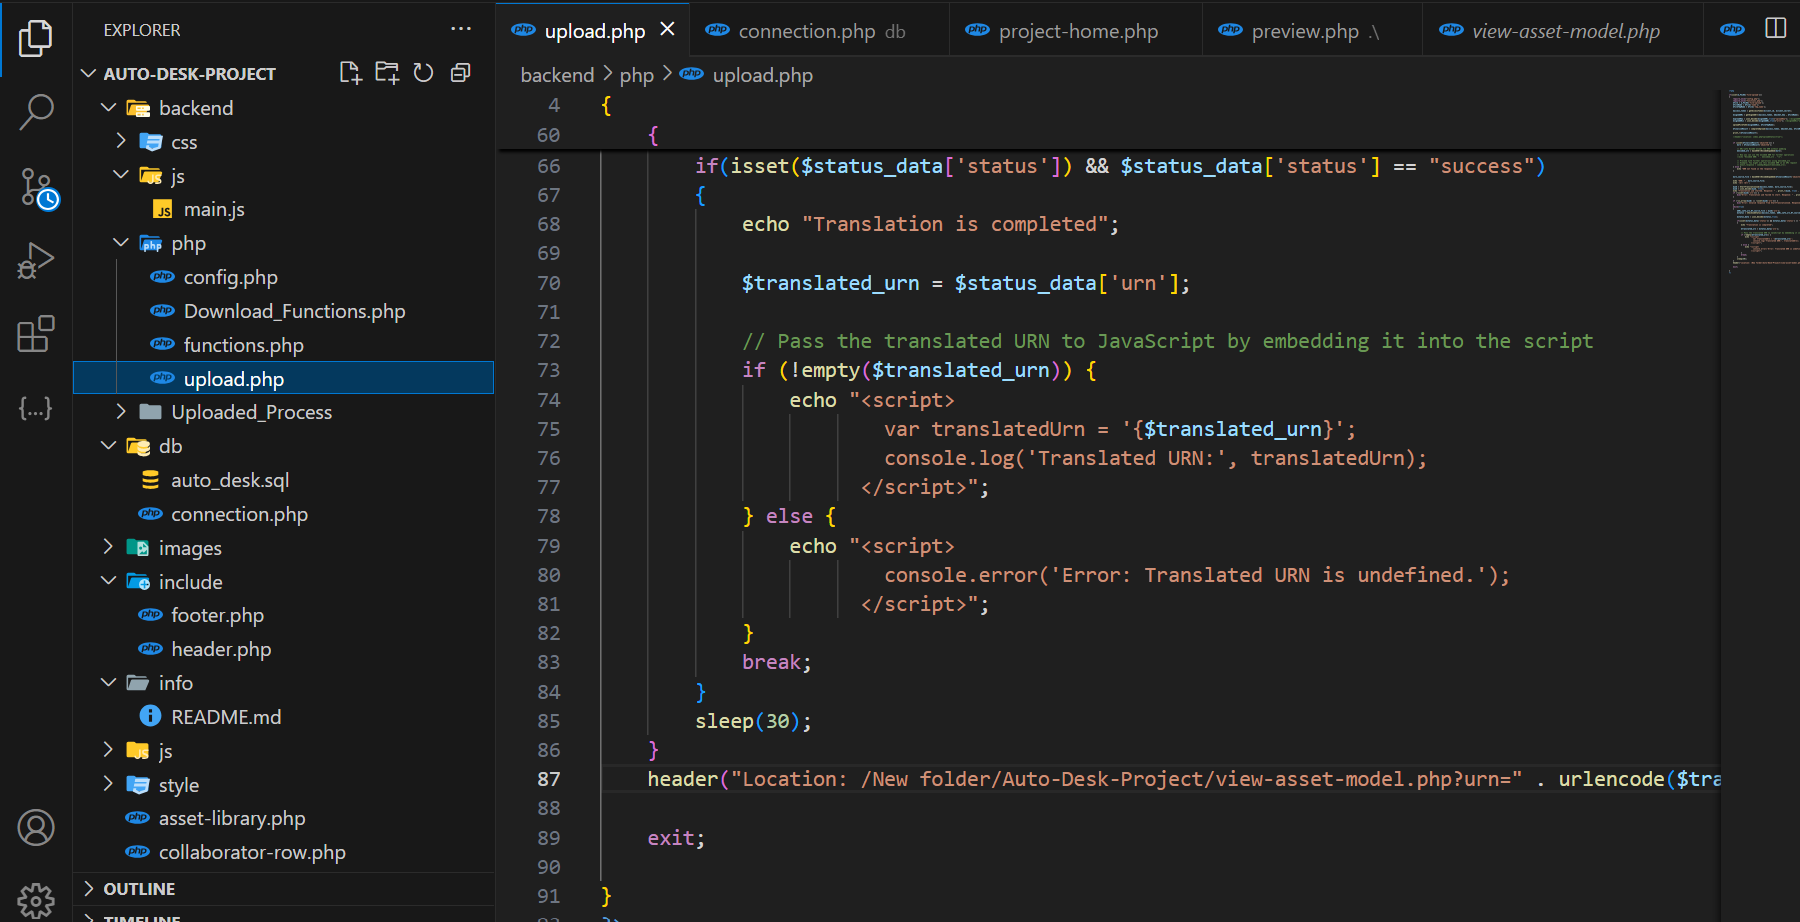 EXPLORER
AUTO-DESK-PROJECT
backend
css
js
main.js
php
config.php
Download_Functions.php
functions.php
upload.php
Uploaded_Process
db
auto_desk.sql
connection.php
images
include
footer.php
header.php
info
README.md
js
style
asset-library.php
collaborator-row.php
OUTLINE
TIMELINE
upload.php
connection.php db
project-home.php
preview.php .\
view-asset-model.php
backend > php > upload.php
4 {
60 {
66 if(isset($status_data['status']) && $status_data['status'] == "success")
67 {
68 echo "Translation is completed";
69
70 $translated_urn = $status_data['urn'];
71
72 // Pass the translated URN to JavaScript by embedding it into the script
73 if (!empty($translated_urn)) {
74 echo "<script>
75 var translatedUrn = '{$translated_urn}';
76 console.log('Translated URN:', translatedUrn);
77 </script>";
78 } else {
79 echo "<script>
80 console.error('Error: Translated URN is undefined.');
81 </script>";
82 }
83 break;
84 }
85 sleep(30);
86 }
87 header("Location: /New folder/Auto-Desk-Project/view-asset-model.php?urn=" . urlencode($tra
88
89 exit;
90
91 }